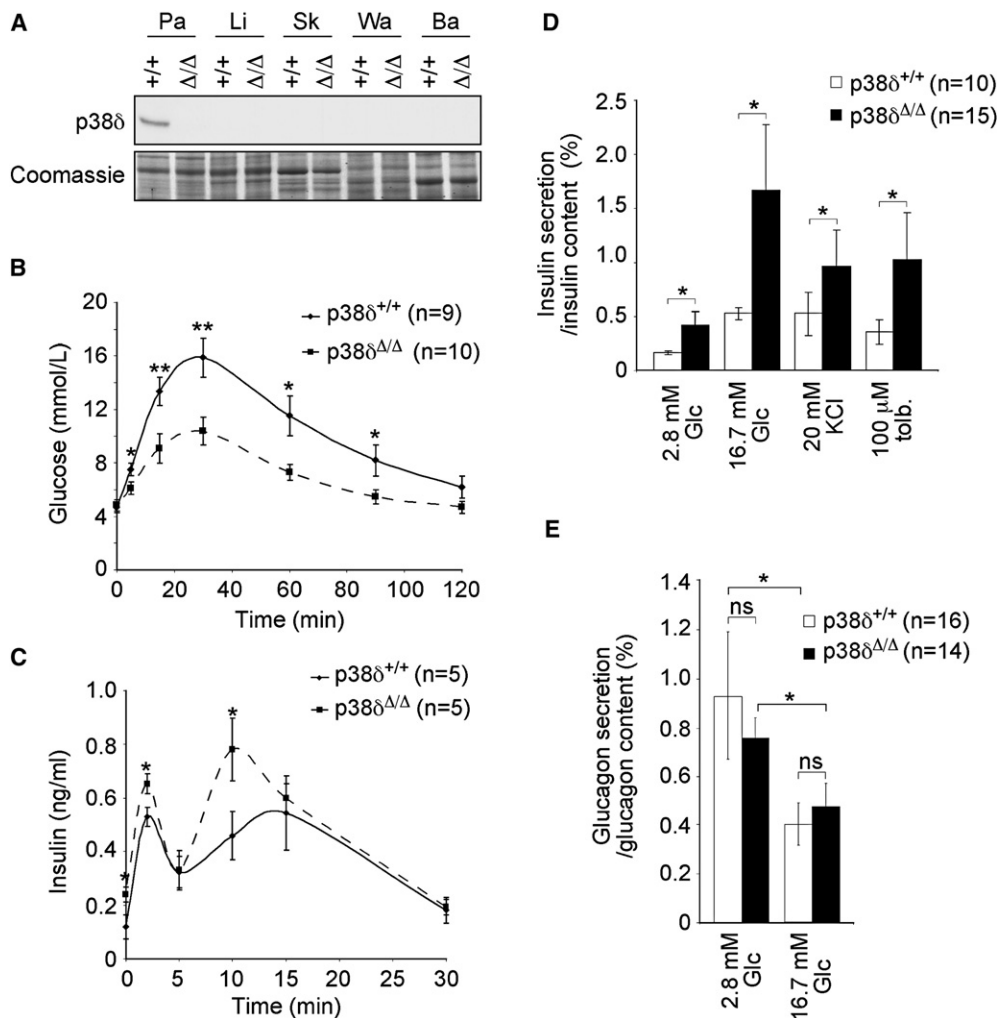 A
Pa Li Sk Wa Ba
+/+ Δ/Δ +/+ Δ/Δ +/+ Δ/Δ +/+ Δ/Δ +/+ Δ/Δ
p38δ
Coomassie
B
20
16
12
8
4
0
Glucose (mmol/L)
p38δ+/+ (n=9)
p38δΔ/Δ (n=10)
* ** ** * *
0 20 40 60 80 100 120
Time (min)
C
1.0
0.8
0.6
0.4
0.2
0
Insulin (ng/ml)
p38δ+/+ (n=5)
p38δΔ/Δ (n=5)
* * *
0 5 10 15 20 25 30
Time (min)
D
Insulin secretion
/insulin content (%)
2.5
2.0
1.5
1.0
0.5
0
p38δ+/+ (n=10)
p38δΔ/Δ (n=15)
* * * *
2.8 mM
Glc
16.7 mM
Glc
20 mM
KCl
100 μM
tolb.
E
Glucagon secretion
/glucagon content (%)
1.4
1.2
1.0
0.8
0.6
0.4
0.2
0
p38δ+/+ (n=16)
p38δΔ/Δ (n=14)
*
ns
*
ns
2.8 mM
Glc
16.7 mM
Glc